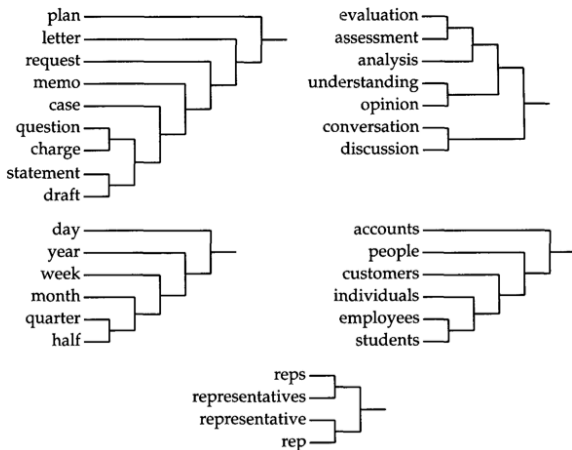 plan
letter
request
memo
case
question
charge
statement
draft
evaluation
assessment
analysis
understanding
opinion
conversation
discussion
day
year
week
month
quarter
half
accounts
people
customers
individuals
employees
students
reps
representatives
representative
rep